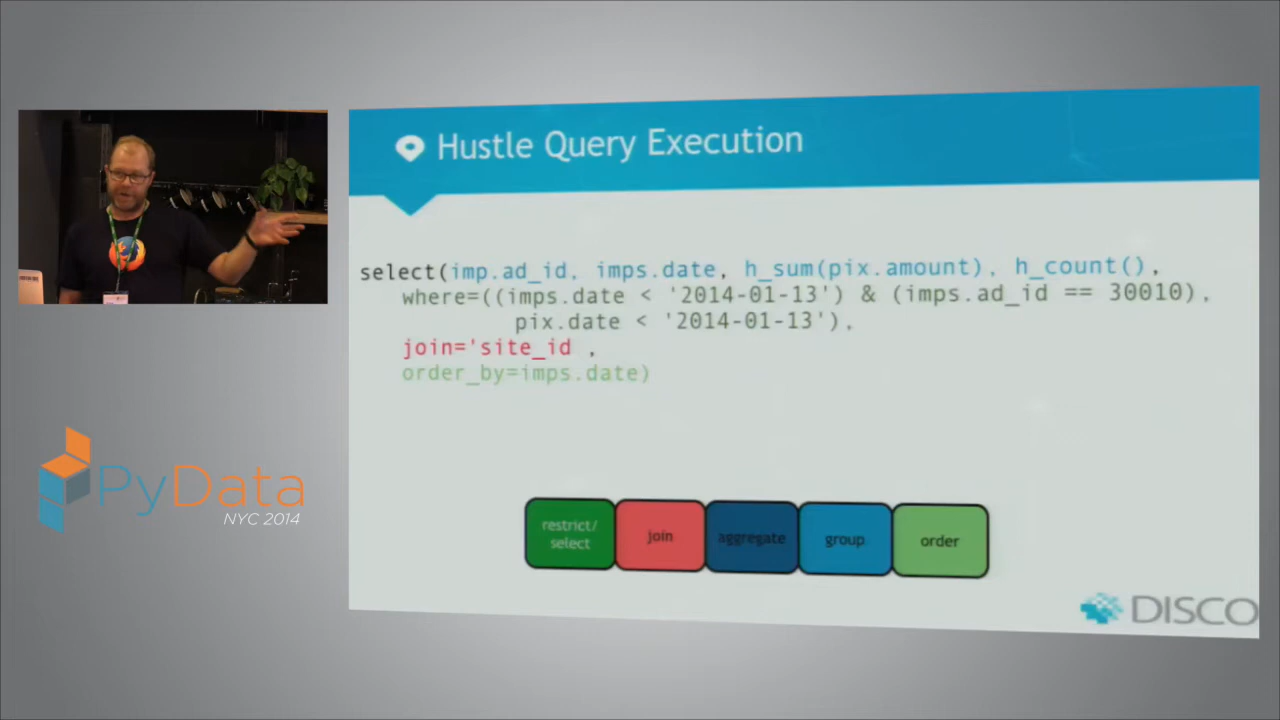 Hustle Query Execution
select(imp.ad_id, imps.date, h_sum(pix.amount), h_count(),
where=((imps.date < '2014-01-13') & (imps.ad_id == 30010),
pix.date < '2014-01-13'),
join='site_id ,
order_by=imps.date)
PyData
NYC 2014
restrict/
select
join
aggregate
group
order
DISCO